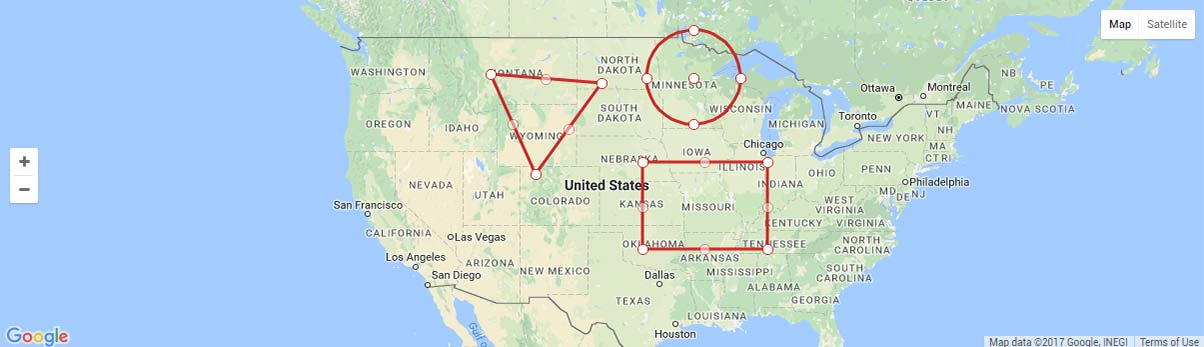 Map Satellite
NORTH
DAKOTA
WASHINGTON
MONTANA
MINNESOTA
NB
PE
Ottawa
Montreal
MAINE
NOVA SCOTIA
SOUTH
DAKOTA
WISCONSIN
MICHIGAN
Toronto
VT
NH
OREGON
IDAHO
WYOMING
NEW YORK
MA
CT RI
Chicago
IOWA
NEBRASKA
ILLINOIS
OHIO
PENN
+
−
United States
INDIANA
Philadelphia
MD
DE
NJ
NEVADA
UTAH
COLORADO
KANSAS
MISSOURI
WEST
VIRGINIA
San Francisco
KENTUCKY
VIRGINIA
CALIFORNIA
Las Vegas
OKLAHOMA
TENNESSEE
NORTH
CAROLINA
Los Angeles
ARIZONA
NEW MEXICO
ARKANSAS
San Diego
Dallas
MISSISSIPPI
SOUTH
CAROLINA
ALABAMA
TEXAS
GEORGIA
Houston
Gulf of
Google
Map data ©2017 Google, INEGI Terms of Use